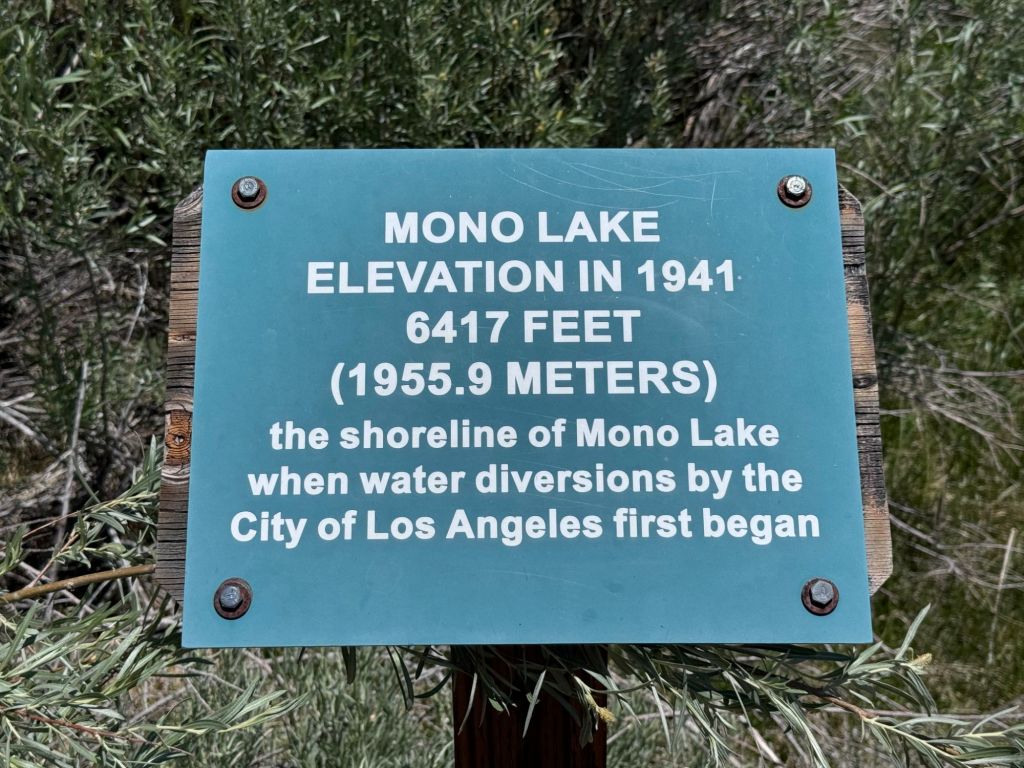 MONO LAKE
ELEVATION IN 1941
6417 FEET
(1955.9 METERS)
the shoreline of Mono Lake
when water diversions by the
City of Los Angeles first began